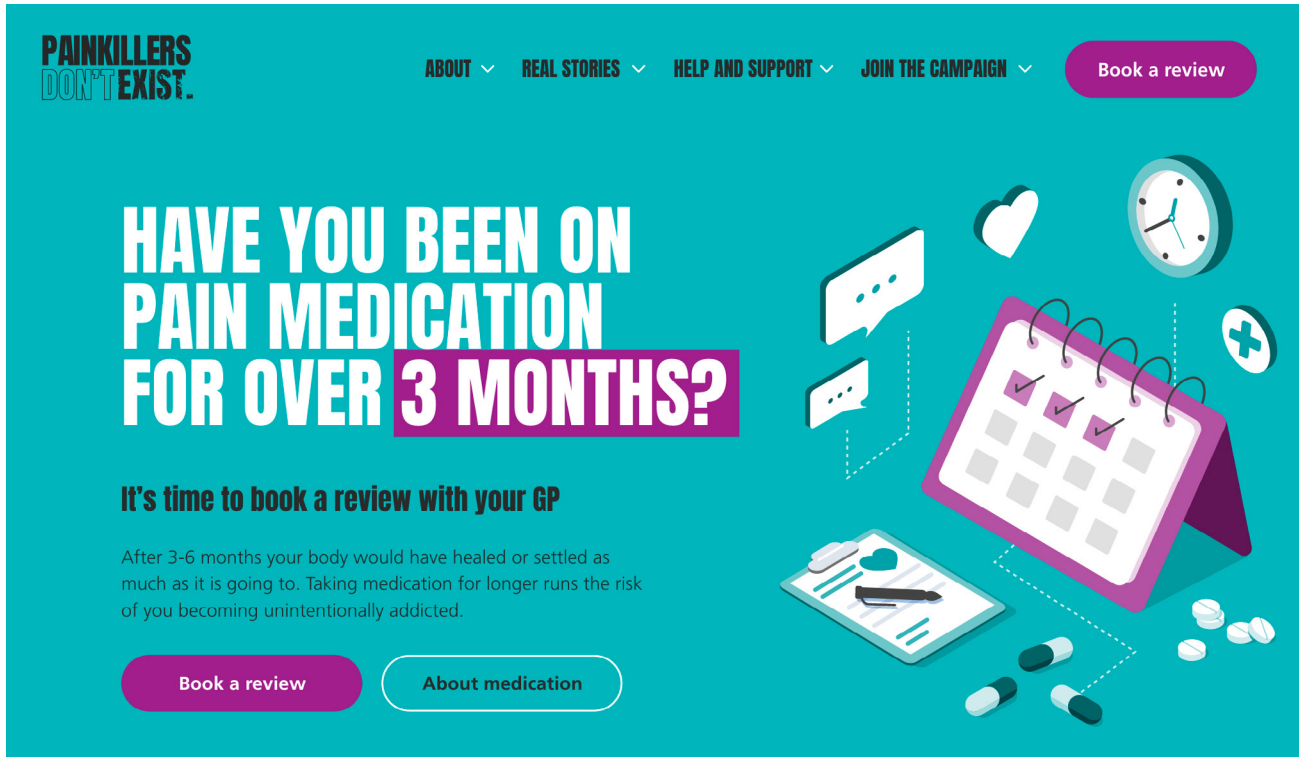 PAINKILLERS
DON'T EXIST.
ABOUT
REAL STORIES
HELP AND SUPPORT
JOIN THE CAMPAIGN
Book a review
HAVE YOU BEEN ON
PAIN MEDICATION
FOR OVER 3 MONTHS?
It's time to book a review with your GP
After 3-6 months your body would have healed or settled as
much as it is going to. Taking medication for longer runs the risk
of you becoming unintentionally addicted.
Book a review
About medication